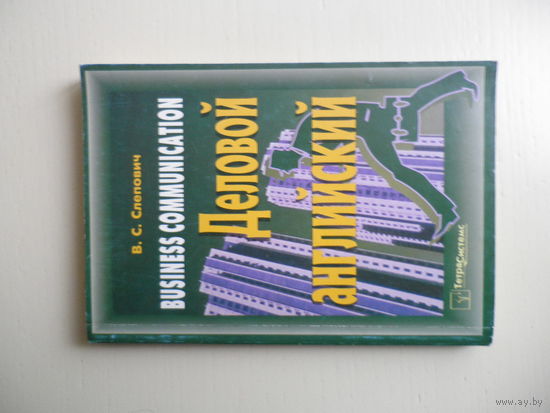 В. С. Слепович
BUSINESS COMMUNICATION
Деловой
английский
ТетраСистемс
www.ay.by